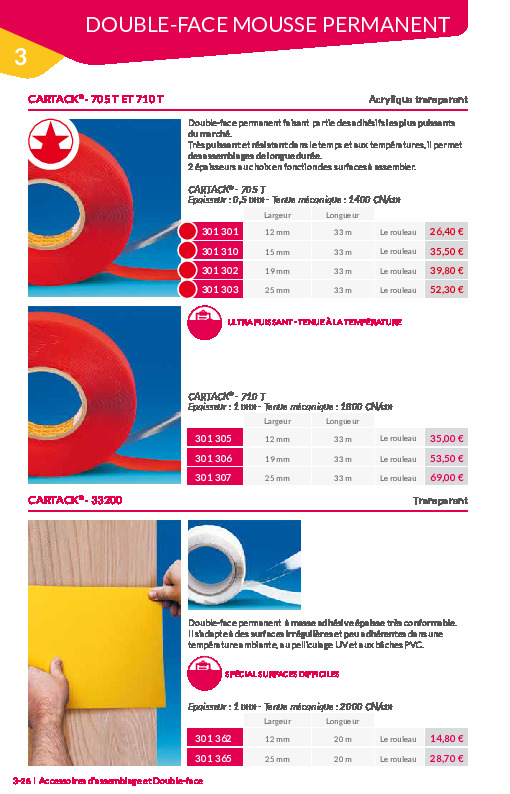 DOUBLE-FACE MOUSSE PERMANENT
3
CARTACK® - 705 T ET 710 T Acrylique transparent
Double-face permanent faisant partie des adhésifs les plus puissants
du marché.
Très puissant et résistant dans le temps et aux températures, il permet
des assemblages de longue durée.
2 épaisseurs au choix en fonction des surfaces à assembler.
CARTACK® - 705 T
Epaisseur : 0,5 mm - Tenue mécanique : 1400 CN/cm
Largeur Longueur
301 301 12 mm 33 m Le rouleau 26,40 €
301 310 15 mm 33 m Le rouleau 35,50 €
301 302 19 mm 33 m Le rouleau 39,80 €
301 303 25 mm 33 m Le rouleau 52,30 €
ULTRA PUISSANT - TENUE À LA TEMPÉRATURE
CARTACK® - 710 T
Epaisseur : 1 mm - Tenue mécanique : 1800 CN/cm
Largeur Longueur
301 305 12 mm 33 m Le rouleau 35,00 €
301 306 19 mm 33 m Le rouleau 53,50 €
301 307 25 mm 33 m Le rouleau 69,00 €
CARTACK® - 33200 Transparent
Double-face permanent à masse adhésive épaisse très conformable.
Il s'adapte à des surfaces irrégulières et peu adhérentes dans une
température ambiante, au pelliculage UV et aux bâches PVC.
SPÉCIAL SURFACES DIFFICILES
Epaisseur : 1 mm - Tenue mécanique : 2000 CN/cm
Largeur Longueur
301 362 12 mm 20 m Le rouleau 14,80 €
301 365 25 mm 20 m Le rouleau 28,70 €
3-26 I Accessoires d'assemblage et Double-face